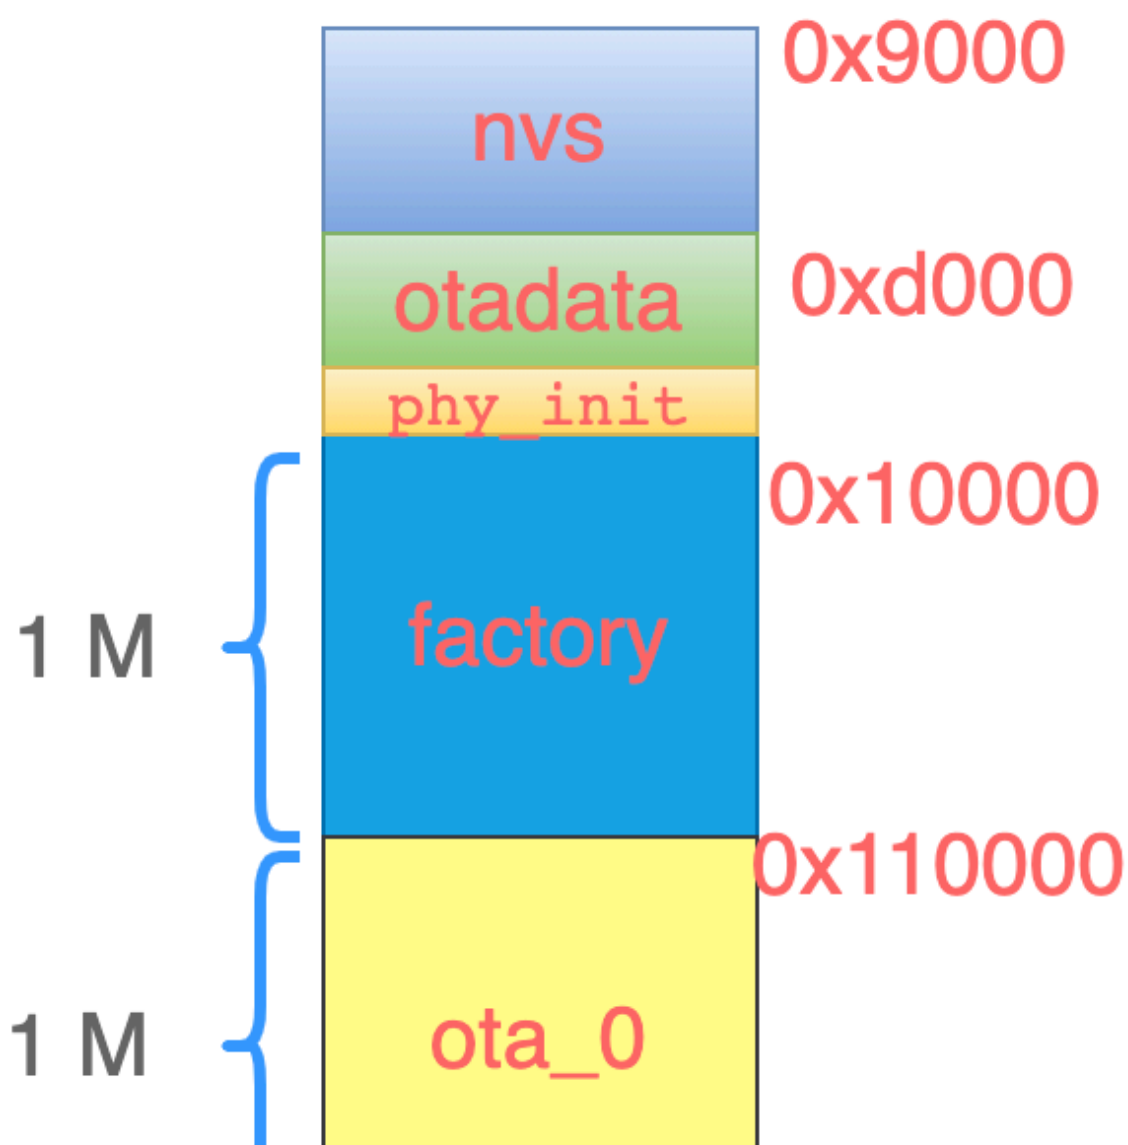 0x9000
nvs
0xd000
otadata
phy_init
0x10000
1 M
factory
0x110000
1 M
ota_0